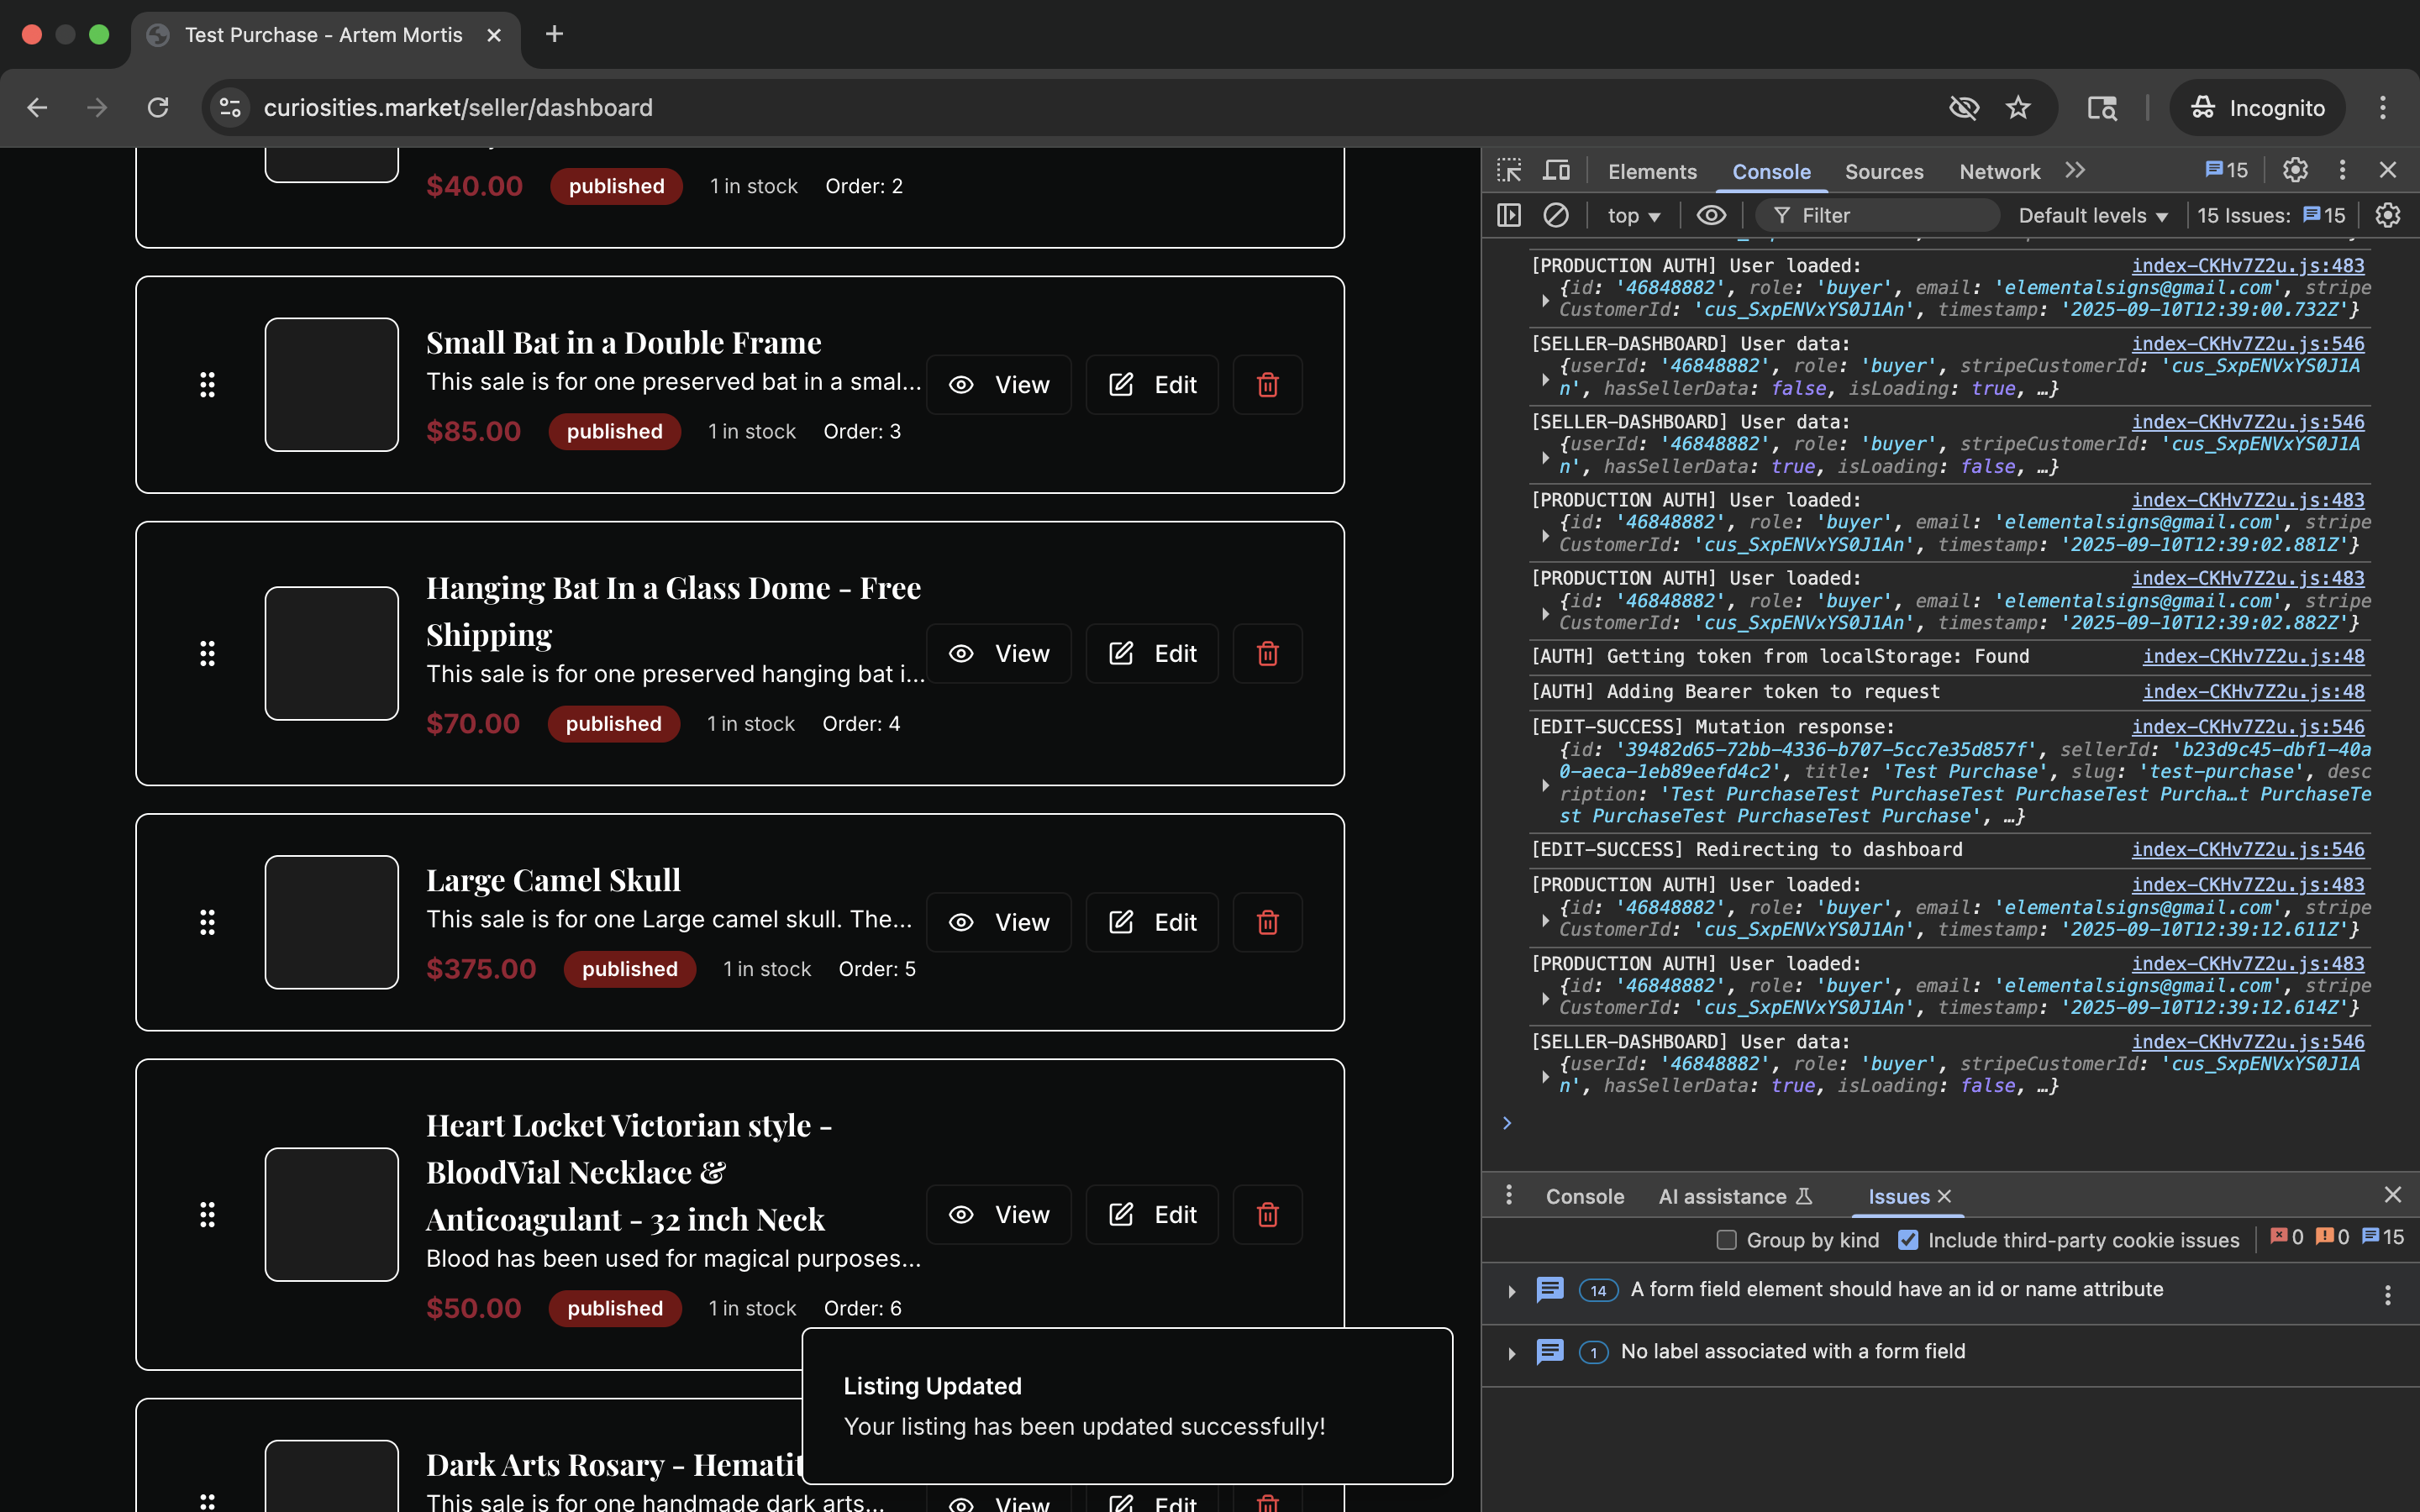 Test Purchase - Artem Mortis
curiosities.market/seller/dashboard
Incognito
$40.00 published 1 in stock Order: 2
Small Bat in a Double Frame
This sale is for one preserved bat in a smal...
$85.00 published 1 in stock Order: 3
View Edit
Hanging Bat In a Glass Dome - Free
Shipping
This sale is for one preserved hanging bat i...
$70.00 published 1 in stock Order: 4
View Edit
Large Camel Skull
This sale is for one Large camel skull. The...
$375.00 published 1 in stock Order: 5
View Edit
Heart Locket Victorian style -
BloodVial Necklace &
Anticoagulant - 32 inch Neck
Blood has been used for magical purposes...
$50.00 published 1 in stock Order: 6
View Edit
Dark Arts Rosary - Hematit
This sale is for one handmade dark arts...
View Edit
Listing Updated
Your listing has been updated successfully!
Elements Console Sources Network 15
top Filter Default levels 15 Issues: 15
[PRODUCTION AUTH] User loaded: index-CKHv7Z2u.js:483
{id: '46848882', role: 'buyer', email: 'elementalsigns@gmail.com', stripe
CustomerId: 'cus_SxpENVxYS0J1An', timestamp: '2025-09-10T12:39:00.732Z'}
[SELLER-DASHBOARD] User data: index-CKHv7Z2u.js:546
{userId: '46848882', role: 'buyer', stripeCustomerId: 'cus_SxpENVxYS0J1A
n', hasSellerData: false, isLoading: true, …}
[SELLER-DASHBOARD] User data: index-CKHv7Z2u.js:546
{userId: '46848882', role: 'buyer', stripeCustomerId: 'cus_SxpENVxYS0J1A
n', hasSellerData: true, isLoading: false, …}
[PRODUCTION AUTH] User loaded: index-CKHv7Z2u.js:483
{id: '46848882', role: 'buyer', email: 'elementalsigns@gmail.com', stripe
CustomerId: 'cus_SxpENVxYS0J1An', timestamp: '2025-09-10T12:39:02.881Z'}
[PRODUCTION AUTH] User loaded: index-CKHv7Z2u.js:483
{id: '46848882', role: 'buyer', email: 'elementalsigns@gmail.com', stripe
CustomerId: 'cus_SxpENVxYS0J1An', timestamp: '2025-09-10T12:39:02.882Z'}
[AUTH] Getting token from localStorage: Found index-CKHv7Z2u.js:48
[AUTH] Adding Bearer token to request index-CKHv7Z2u.js:48
[EDIT-SUCCESS] Mutation response: index-CKHv7Z2u.js:546
{id: '39482d65-72bb-4336-b707-5cc7e35d857f', sellerId: 'b23d9c45-dbf1-40a
0-aeca-1eb89eefd4c2', title: 'Test Purchase', slug: 'test-purchase', desc
ription: 'Test PurchaseTest PurchaseTest PurchaseTest Purcha…t PurchaseTe
st PurchaseTest PurchaseTest Purchase', …}
[EDIT-SUCCESS] Redirecting to dashboard index-CKHv7Z2u.js:546
[PRODUCTION AUTH] User loaded: index-CKHv7Z2u.js:483
{id: '46848882', role: 'buyer', email: 'elementalsigns@gmail.com', stripe
CustomerId: 'cus_SxpENVxYS0J1An', timestamp: '2025-09-10T12:39:12.611Z'}
[PRODUCTION AUTH] User loaded: index-CKHv7Z2u.js:483
{id: '46848882', role: 'buyer', email: 'elementalsigns@gmail.com', stripe
CustomerId: 'cus_SxpENVxYS0J1An', timestamp: '2025-09-10T12:39:12.614Z'}
[SELLER-DASHBOARD] User data: index-CKHv7Z2u.js:546
{userId: '46848882', role: 'buyer', stripeCustomerId: 'cus_SxpENVxYS0J1A
n', hasSellerData: true, isLoading: false, …}
Console AI assistance Issues
Group by kind Include third-party cookie issues 0 0 15
14 A form field element should have an id or name attribute
1 No label associated with a form field